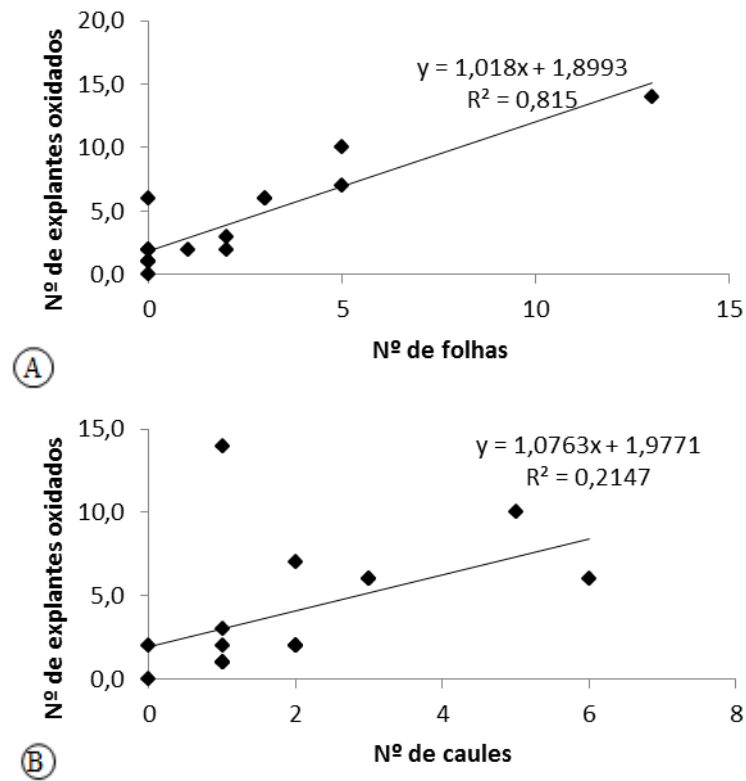 Nº de explantes oxidados
20,0
15,0
10,0
5,0
0,0
y = 1,018x + 1,8993
R² = 0,815
0 5 10 15
Nº de folhas
A
Nº de explantes oxidados
15,0
10,0
5,0
0,0
y = 1,0763x + 1,9771
R² = 0,2147
0 2 4 6 8
Nº de caules
B